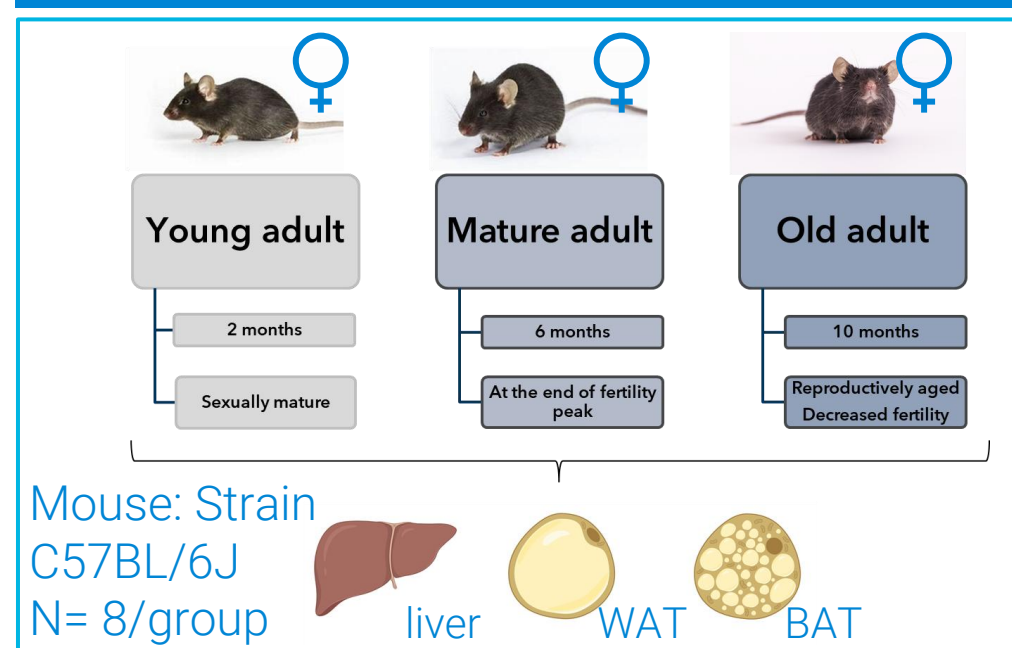 Young adult
Mature adult
Old adult
2 months
6 months
10 months
Sexually mature
At the end of fertility
peak
Reproductively aged
Decreased fertility
Mouse: Strain
C57BL/6J
N= 8/group
liver
WAT
BAT